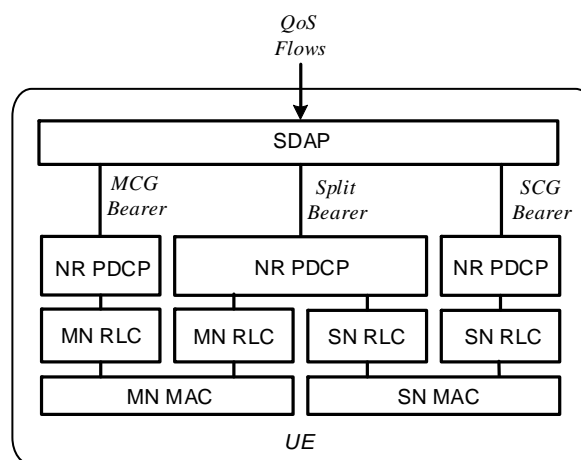 QoS
Flows
SDAP
MCG
Bearer
Split
Bearer
SCG
Bearer
NR PDCP
NR PDCP
NR PDCP
MN RLC
MN RLC
SN RLC
SN RLC
MN MAC
SN MAC
UE